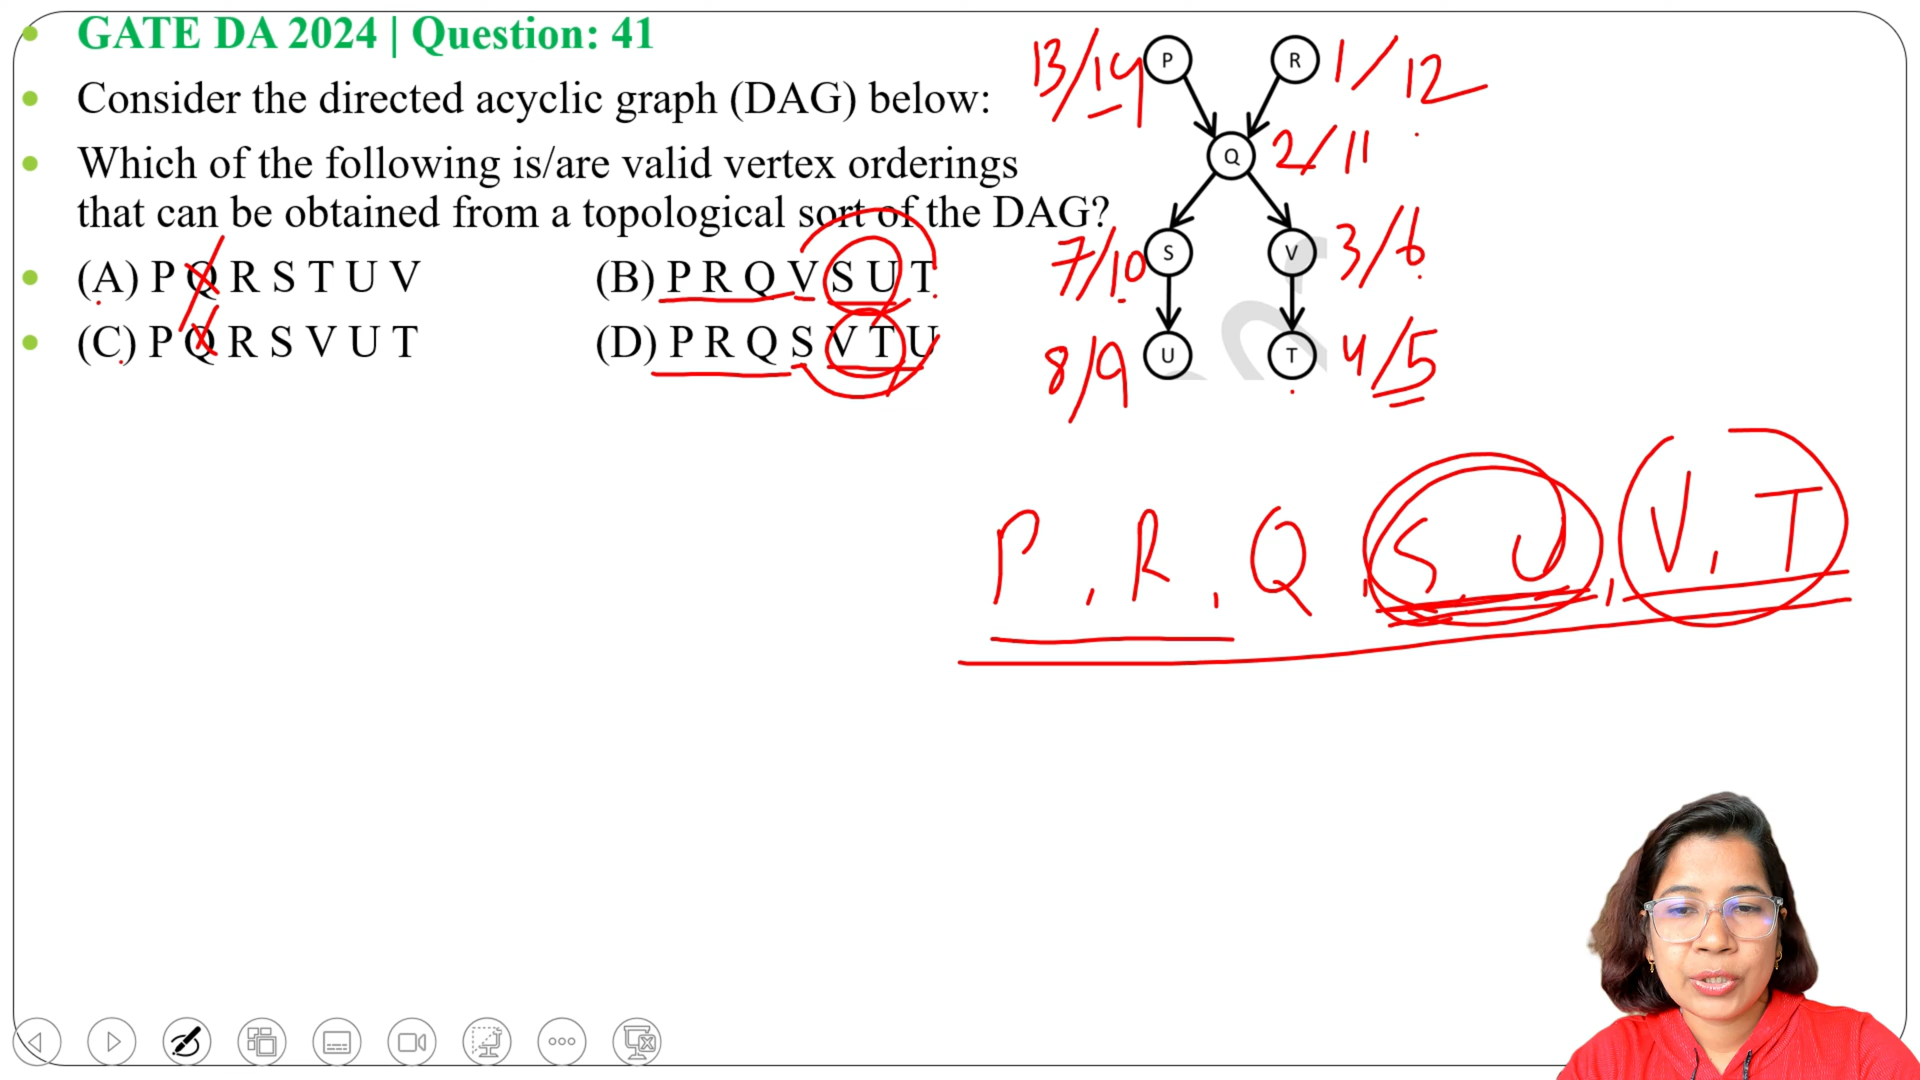 GATE DA 2024 | Question: 41
Consider the directed acyclic graph (DAG) below:
Which of the following is/are valid vertex orderings
that can be obtained from a topological sort of the DAG?
(A) P Q R S T U V (B) P R Q V S U T
(C) P Q R S V U T (D) P R Q S V T U
13/14 P R 1/12
Q 2/11
7/10 S V 3/6
8/9 U T 4/5
P, R, Q, S, U, V, T